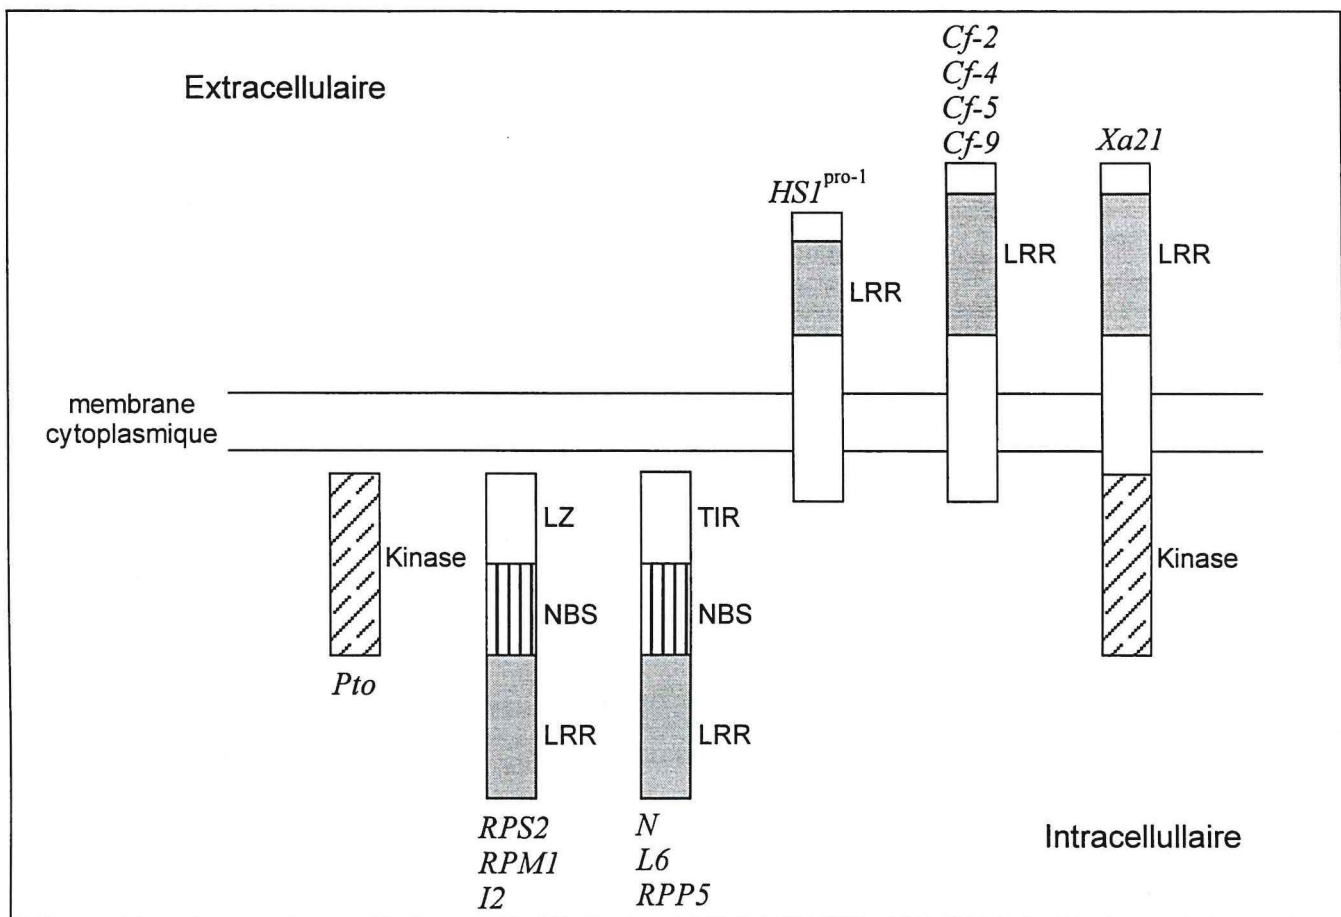 Extracellulaire
Cf-2
Cf-4
Cf-5
Cf-9
Xa21
HS1pro-1
LRR
LRR
LRR
membrane
cytoplasmique
Kinase
Pto
LZ
NBS
LRR
RPS2
RPM1
I2
TIR
NBS
LRR
N
L6
RPP5
Kinase
Intracellullaire